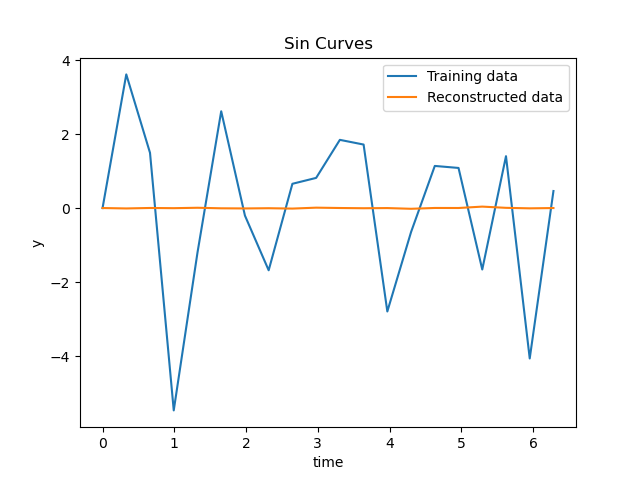 Sin Curves
Training data
Reconstructed data
4
2
0
−2
−4
y
0 1 2 3 4 5 6
time